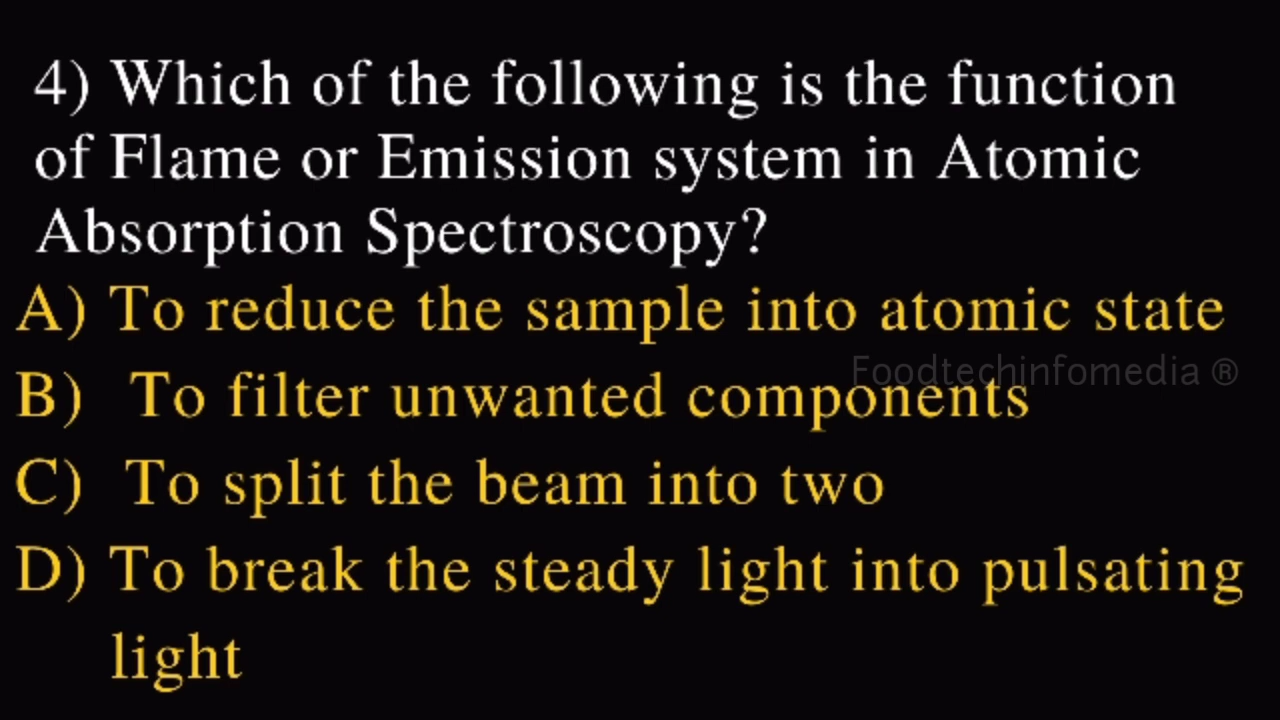 4) Which of the following is the function
of Flame or Emission system in Atomic
Absorption Spectroscopy?
A) To reduce the sample into atomic state
Foodtechinfomedia ®
B) To filter unwanted components
C) To split the beam into two
D) To break the steady light into pulsating
light